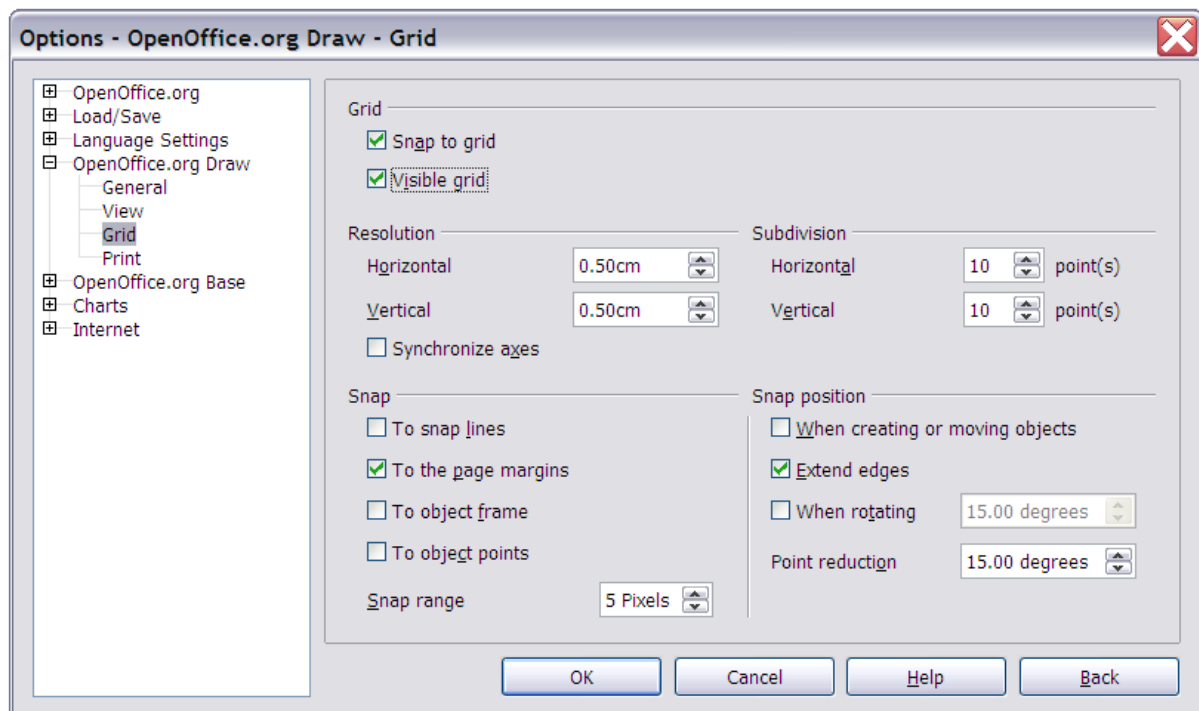 Options - OpenOffice.org Draw - Grid
OpenOffice.org
Load/Save
Language Settings
OpenOffice.org Draw
General
View
Grid
Print
OpenOffice.org Base
Charts
Internet
Grid
Snap to grid
Visible grid
Resolution
Horizontal 0.50cm
Vertical 0.50cm
Synchronize axes
Subdivision
Horizontal 10 point(s)
Vertical 10 point(s)
Snap
To snap lines
To the page margins
To object frame
To object points
Snap range 5 Pixels
Snap position
When creating or moving objects
Extend edges
When rotating 15.00 degrees
Point reduction 15.00 degrees
OK Cancel Help Back